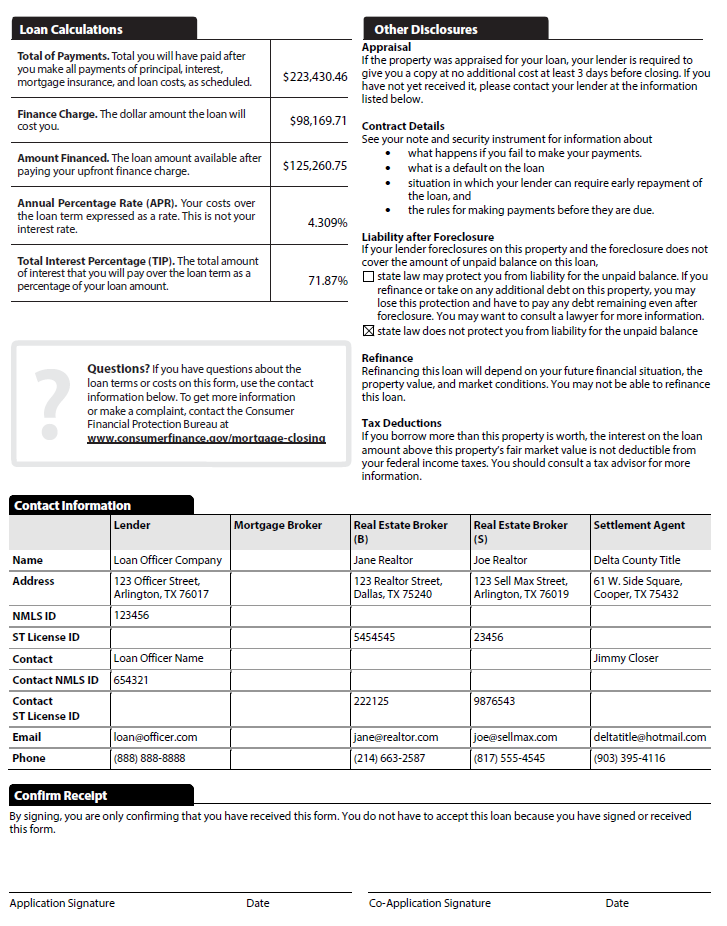 Loan Calculations
Total of Payments. Total you will have paid after
you make all payments of principal, interest,
mortgage insurance, and loan costs, as scheduled.
$223,430.46
Finance Charge. The dollar amount the loan will
cost you.
$98,169.71
Amount Financed. The loan amount available after
paying your upfront finance charge.
$125,260.75
Annual Percentage Rate (APR). Your costs over
the loan term expressed as a rate. This is not your
interest rate.
4.309%
Total Interest Percentage (TIP). The total amount
of interest that you will pay over the loan term as a
percentage of your loan amount.
71.87%
?
Questions? If you have questions about the
loan terms or costs on this form, use the contact
information below. To get more information
or make a complaint, contact the Consumer
Financial Protection Bureau at
www.consumerfinance.gov/mortgage-closing
Other Disclosures
Appraisal
If the property was appraised for your loan, your lender is required to
give you a copy at no additional cost at least 3 days before closing. If you
have not yet received it, please contact your lender at the information
listed below.
Contract Details
See your note and security instrument for information about
• what happens if you fail to make your payments.
• what is a default on the loan
• situation in which your lender can require early repayment of
the loan, and
• the rules for making payments before they are due.
Liability after Foreclosure
If your lender foreclosures on this property and the foreclosure does not
cover the amount of unpaid balance on this loan,
☐ state law may protect you from liability for the unpaid balance. If you
refinance or take on any additional debt on this property, you may
lose this protection and have to pay any debt remaining even after
foreclosure. You may want to consult a lawyer for more information.
☒ state law does not protect you from liability for the unpaid balance
Refinance
Refinancing this loan will depend on your future financial situation, the
property value, and market conditions. You may not be able to refinance
this loan.
Tax Deductions
If you borrow more than this property is worth, the interest on the loan
amount above this property's fair market value is not deductible from
your federal income taxes. You should consult a tax advisor for more
information.
Contact Information
Lender Mortgage Broker Real Estate Broker (B) Real Estate Broker (S) Settlement Agent
Name Loan Officer Company Jane Realtor Joe Realtor Delta County Title
Address 123 Officer Street, 123 Realtor Street, 123 Sell Max Street, 61 W. Side Square,
Arlington, TX 76017 Dallas, TX 75240 Arlington, TX 76019 Cooper, TX 75432
NMLS ID 123456
ST License ID 5454545 23456
Contact Loan Officer Name Jimmy Closer
Contact NMLS ID 654321
Contact 222125 9876543
ST License ID
Email loan@officer.com jane@realtor.com joe@sellmax.com deltatitle@hotmail.com
Phone (888) 888-8888 (214) 663-2587 (817) 555-4545 (903) 395-4116
Confirm Receipt
By signing, you are only confirming that you have received this form. You do not have to accept this loan because you have signed or received
this form.
Application Signature Date Co-Application Signature Date